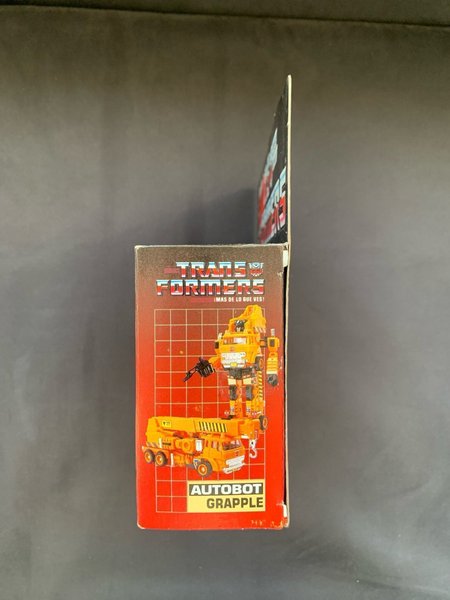 TRANS
FORMERS
¡MAS DE LO QUE VES!
AUTOBOT
GRAPPLE